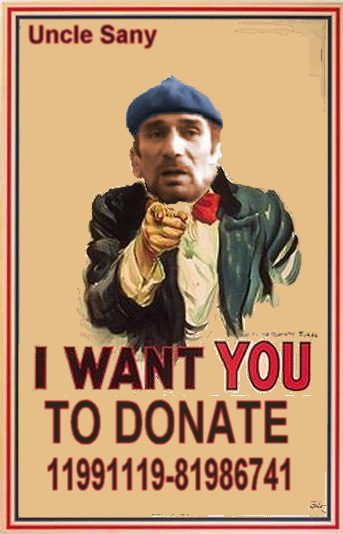 Uncle Sany
I WANT YOU
TO DONATE
11991119-81986741